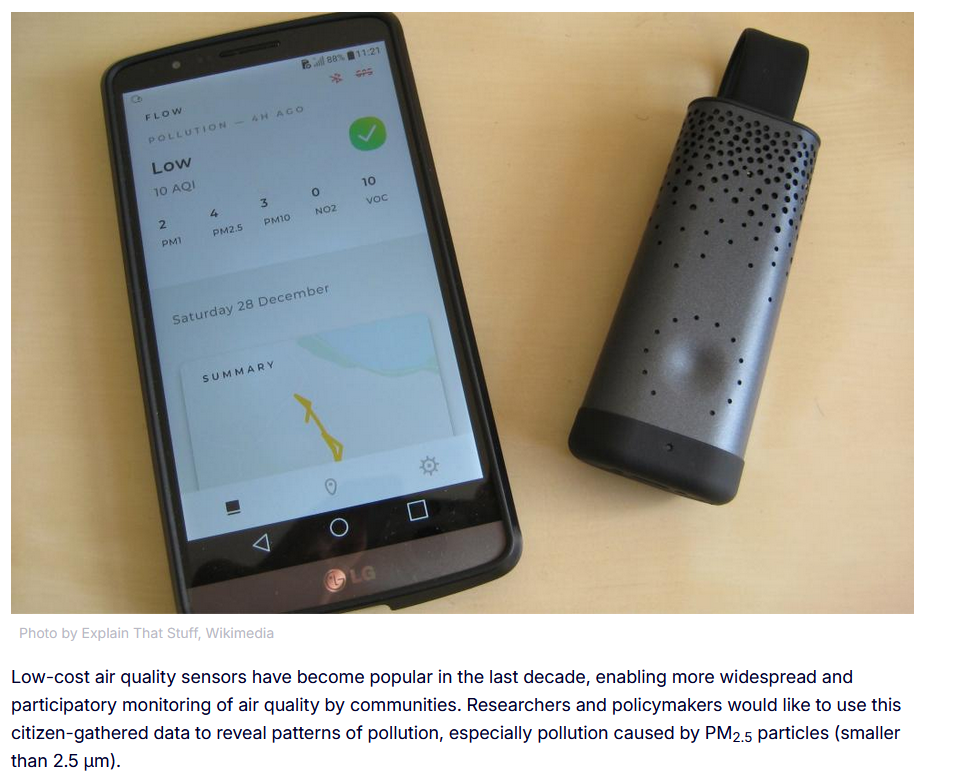 88% 11:21
FLOW
POLLUTION — 4H AGO
Low
10 AQI
2 4 3 0 10
PM1 PM2.5 PM10 NO2 VOC
Saturday 28 December
SUMMARY
LG
Photo by Explain That Stuff, Wikimedia
Low-cost air quality sensors have become popular in the last decade, enabling more widespread and
participatory monitoring of air quality by communities. Researchers and policymakers would like to use this
citizen-gathered data to reveal patterns of pollution, especially pollution caused by PM2.5 particles (smaller
than 2.5 μm).